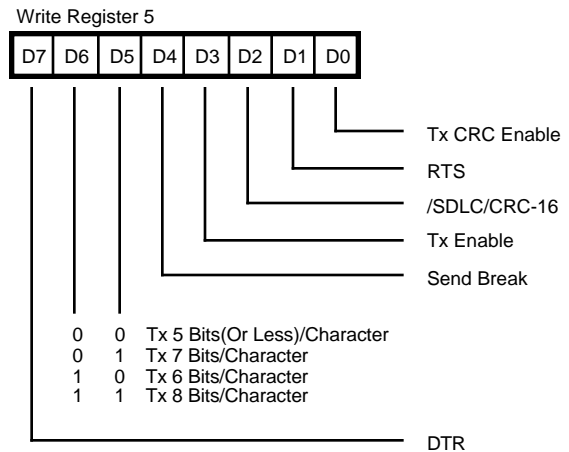 Write Register 5
D7 D6 D5 D4 D3 D2 D1 D0
Tx CRC Enable
RTS
/SDLC/CRC-16
Tx Enable
Send Break
0 0 Tx 5 Bits(Or Less)/Character
0 1 Tx 7 Bits/Character
1 0 Tx 6 Bits/Character
1 1 Tx 8 Bits/Character
DTR